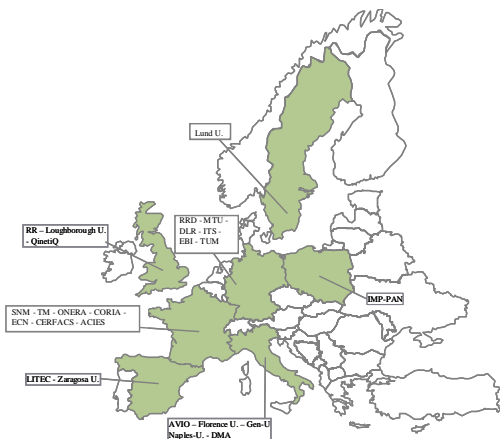 Lund U.
RRD - MTU -
DLR - ITS -
EBI - TUM
RR – Loughborough U.
- QinetiQ
IMP-PAN
SNM - TM - ONERA - CORIA -
ECN - CERFACS - ACIES
LITEC - Zaragosa U.
AVIO – Florence U. – Gen-U
Naples-U. - DMA